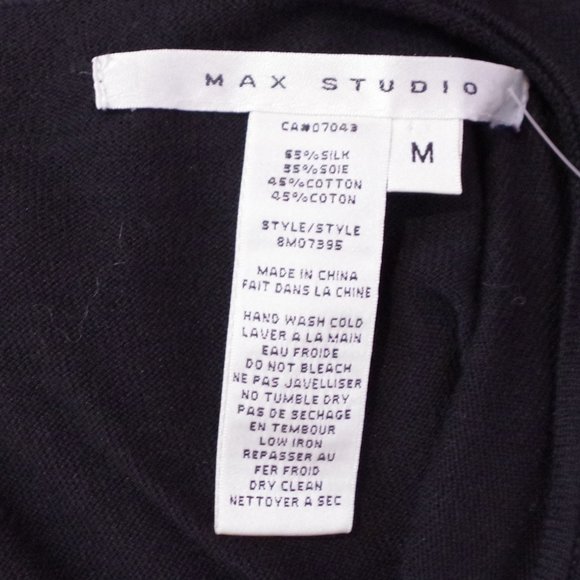 MAX STUDIO
M
CA#07043
55%SILK
55%SOIE
45%COTTON
45%COTON
STYLE/STYLE
8M07395
MADE IN CHINA
FAIT DANS LA CHINE
HAND WASH COLD
LAVER A LA MAIN
EAU FROIDE
DO NOT BLEACH
NE PAS JAVELLISER
NO TUMBLE DRY
PAS DE SECHAGE
EN TEMBOUR
LOW IRON
REPASSER AU
FER FROID
DRY CLEAN
NETTOYER A SEC